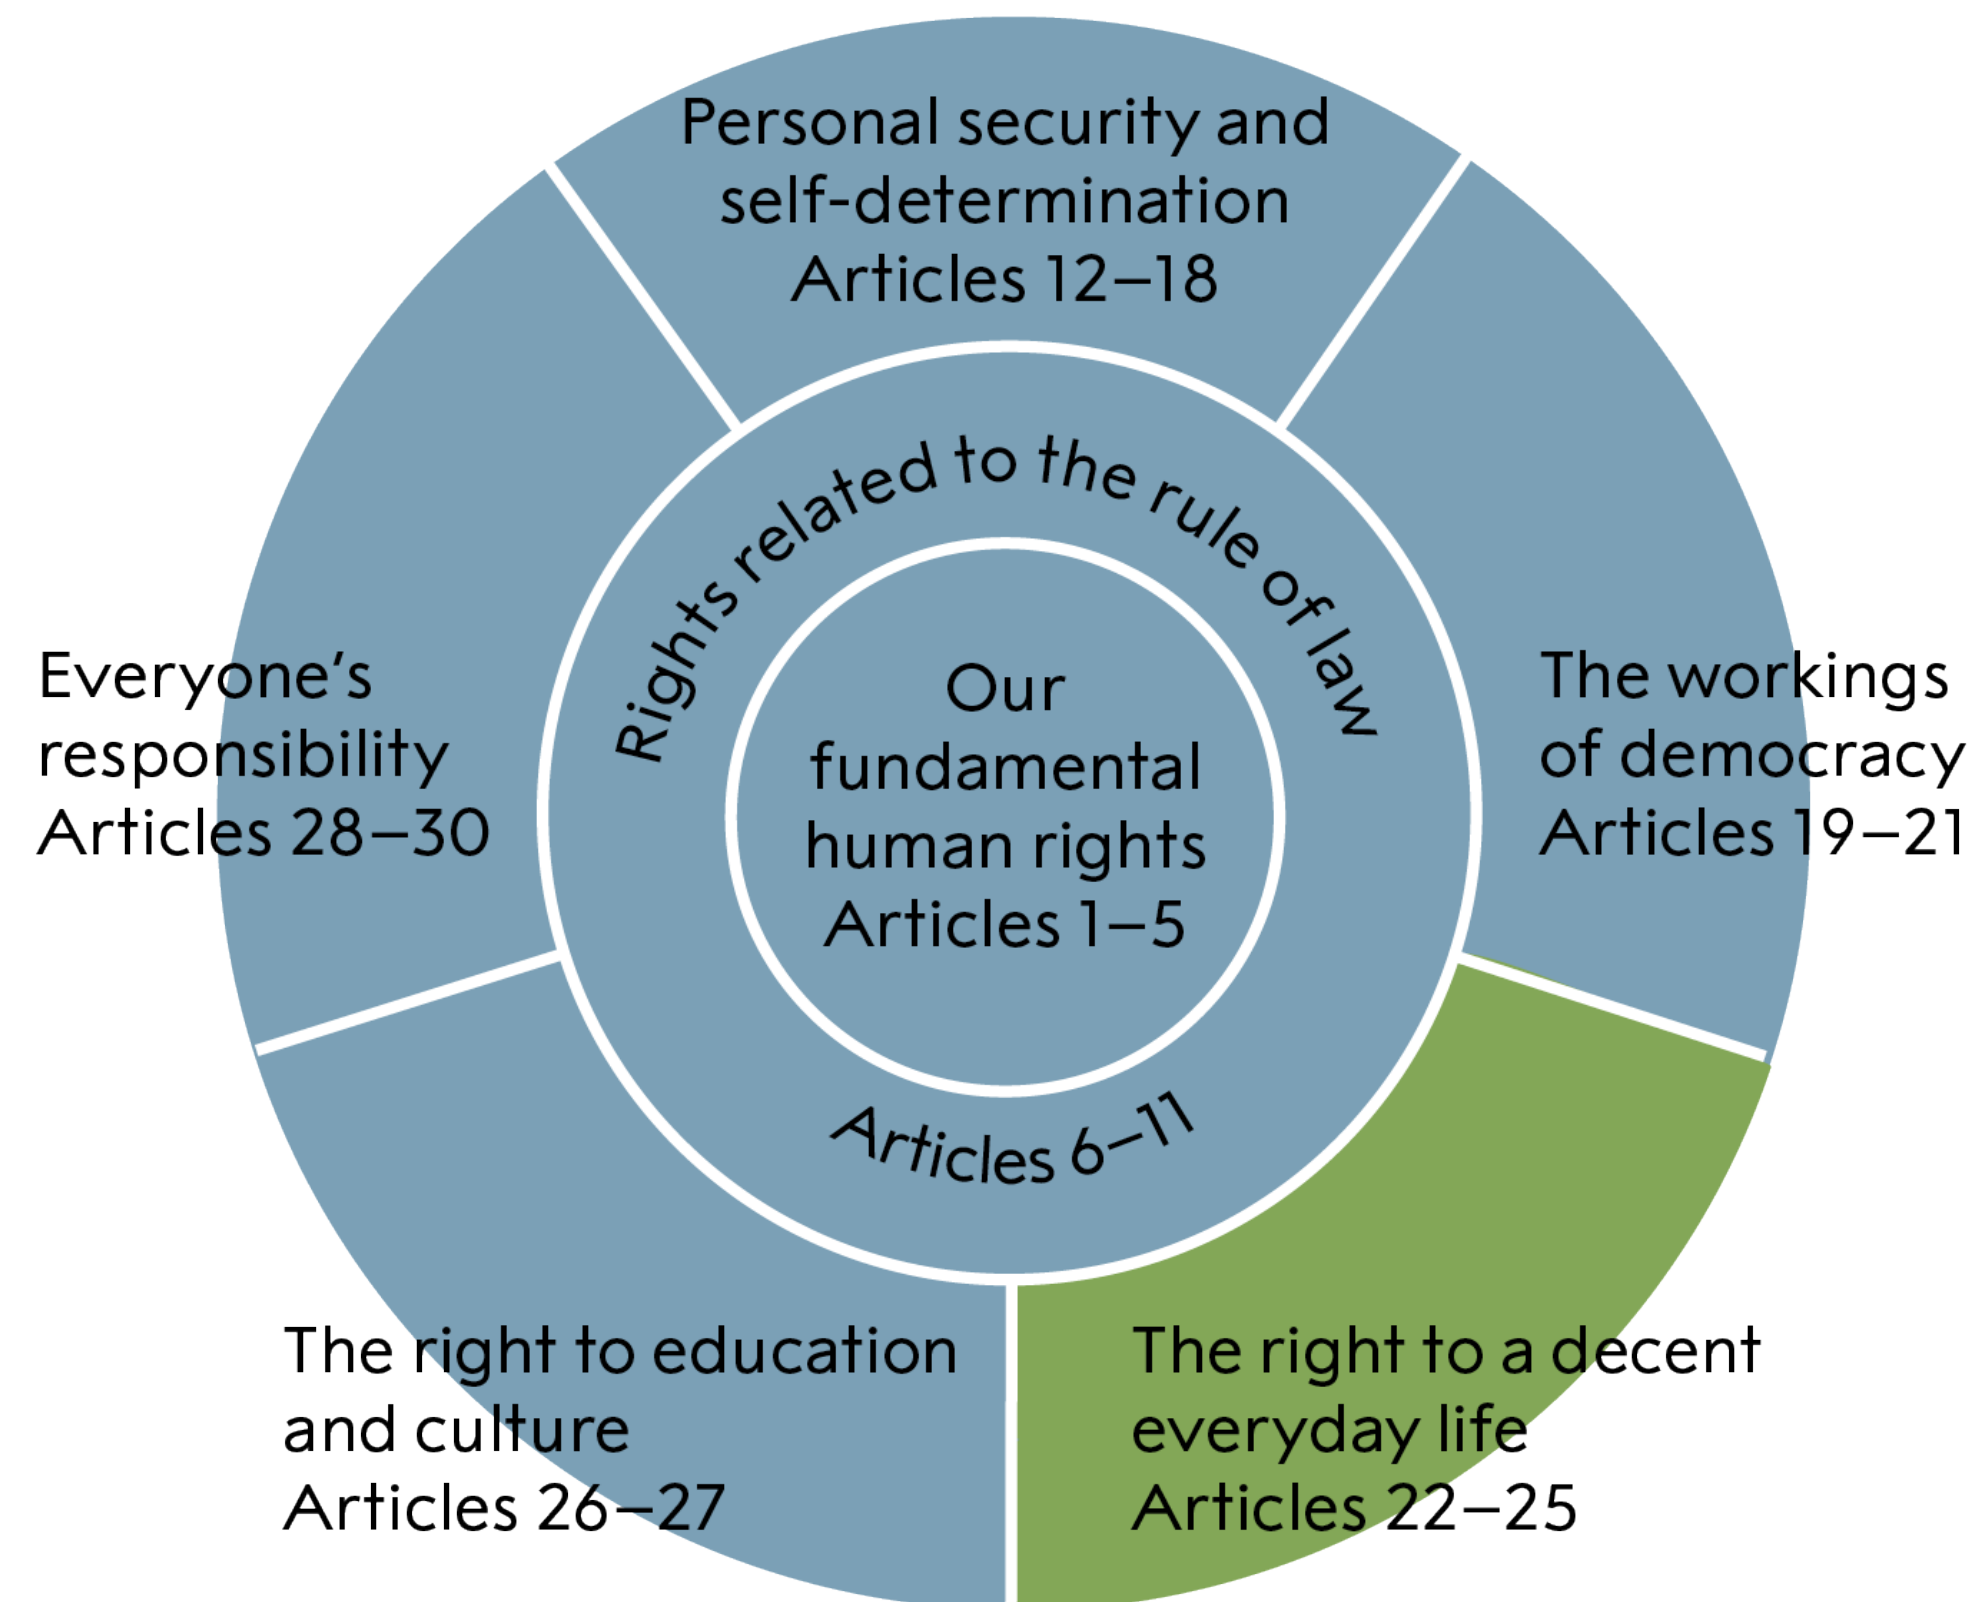 Personal security and
self-determination
Articles 12–18
Rights related to the rule of law
Everyone‘s
responsibility
Articles 28–30
Our
fundamental
human rights
Articles 1–5
The workings
of democracy
Articles 19–21
Articles 6–11
The right to education
and culture
Articles 26–27
The right to a decent
everyday life
Articles 22–25